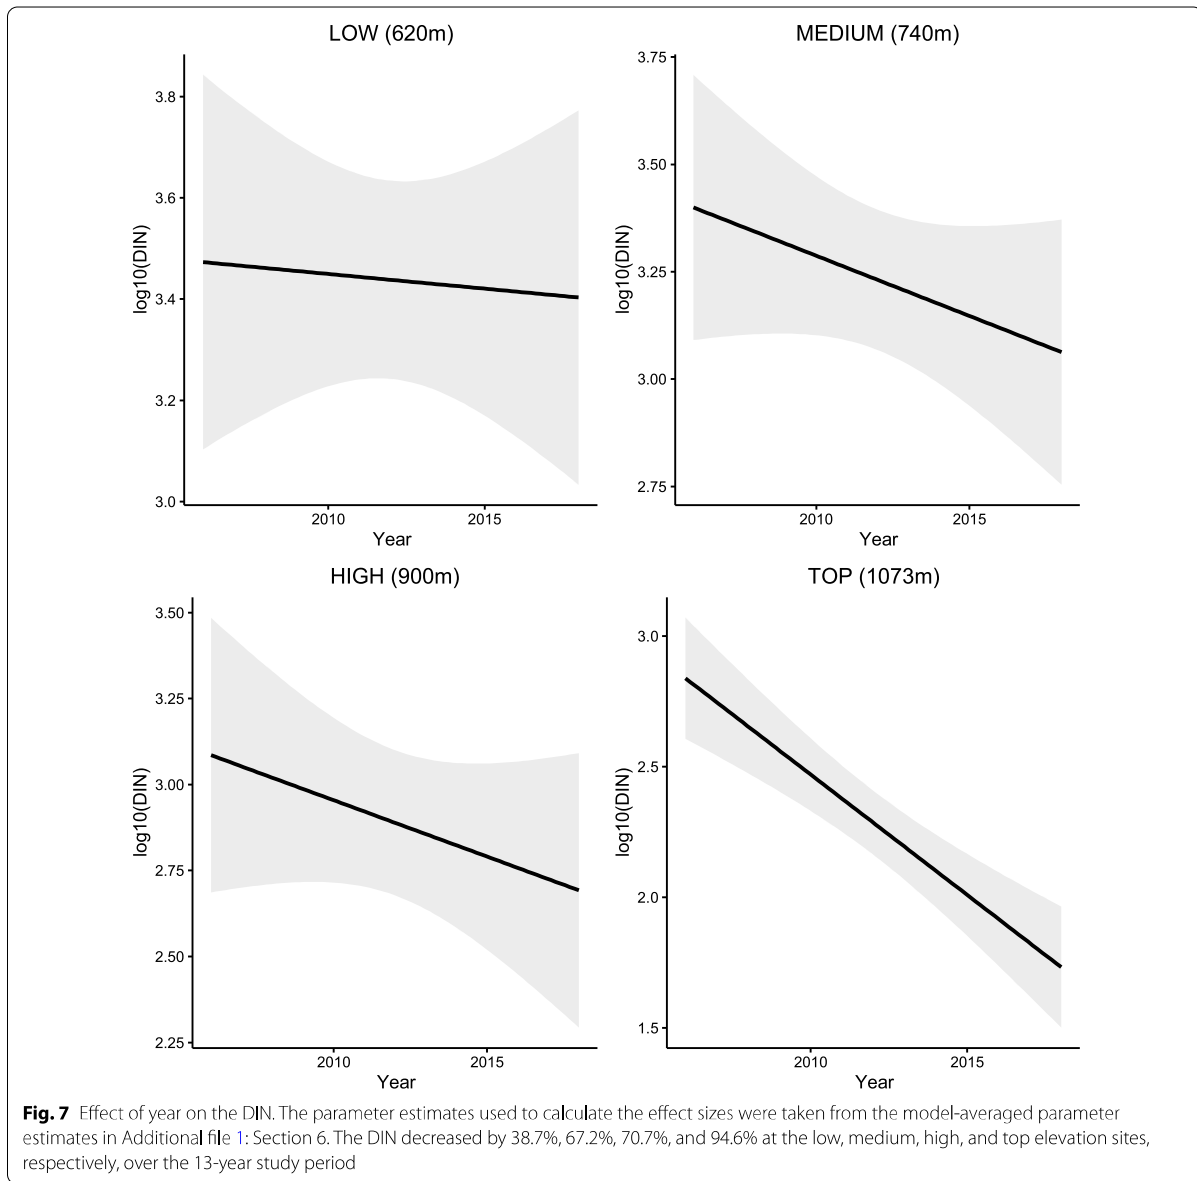 LOW (620m)
3.8
3.6
3.4
3.2
3.0
log10(DIN)
2010
2015
Year
MEDIUM (740m)
3.75
3.50
3.25
3.00
2.75
log10(DIN)
2010
2015
Year
HIGH (900m)
3.50
3.25
3.00
2.75
2.50
2.25
log10(DIN)
2010
2015
Year
TOP (1073m)
3.0
2.5
2.0
1.5
log10(DIN)
2010
2015
Year
Fig. 7 Effect of year on the DIN. The parameter estimates used to calculate the effect sizes were taken from the model-averaged parameter
estimates in Additional file 1: Section 6. The DIN decreased by 38.7%, 67.2%, 70.7%, and 94.6% at the low, medium, high, and top elevation sites,
respectively, over the 13-year study period